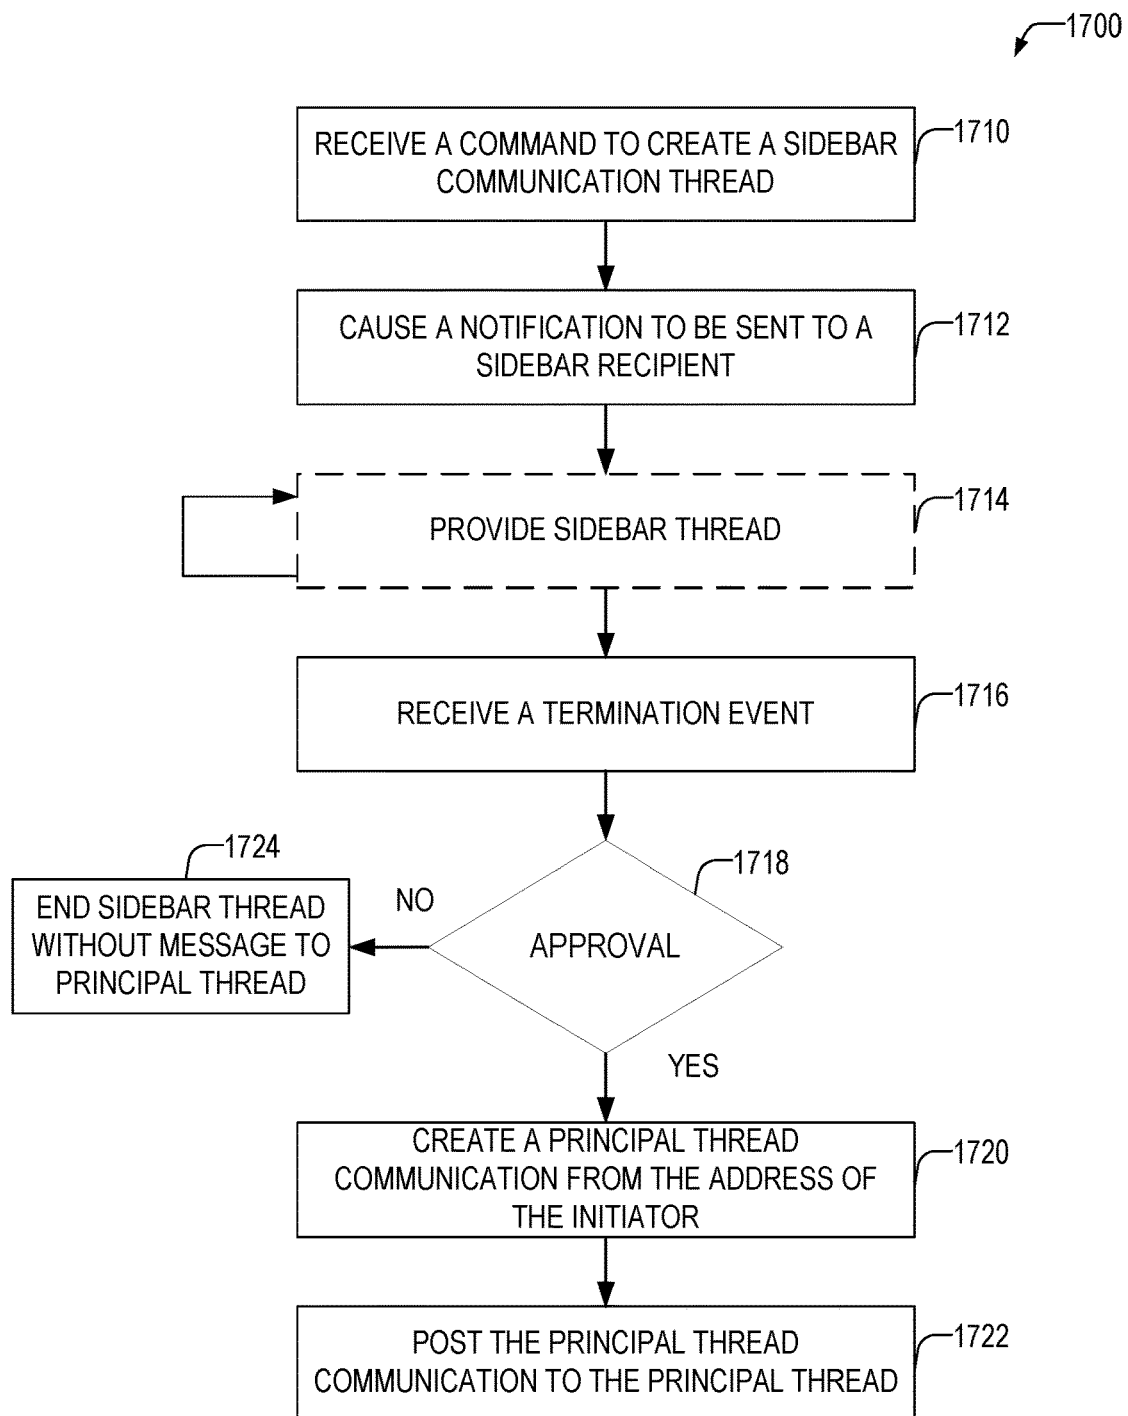 1700
RECEIVE A COMMAND TO CREATE A SIDEBAR
COMMUNICATION THREAD
1710
CAUSE A NOTIFICATION TO BE SENT TO A
SIDEBAR RECIPIENT
1712
PROVIDE SIDEBAR THREAD
1714
RECEIVE A TERMINATION EVENT
1716
APPROVAL
1718
NO
1724
END SIDEBAR THREAD
WITHOUT MESSAGE TO
PRINCIPAL THREAD
YES
CREATE A PRINCIPAL THREAD
COMMUNICATION FROM THE ADDRESS OF
THE INITIATOR
1720
POST THE PRINCIPAL THREAD
COMMUNICATION TO THE PRINCIPAL THREAD
1722